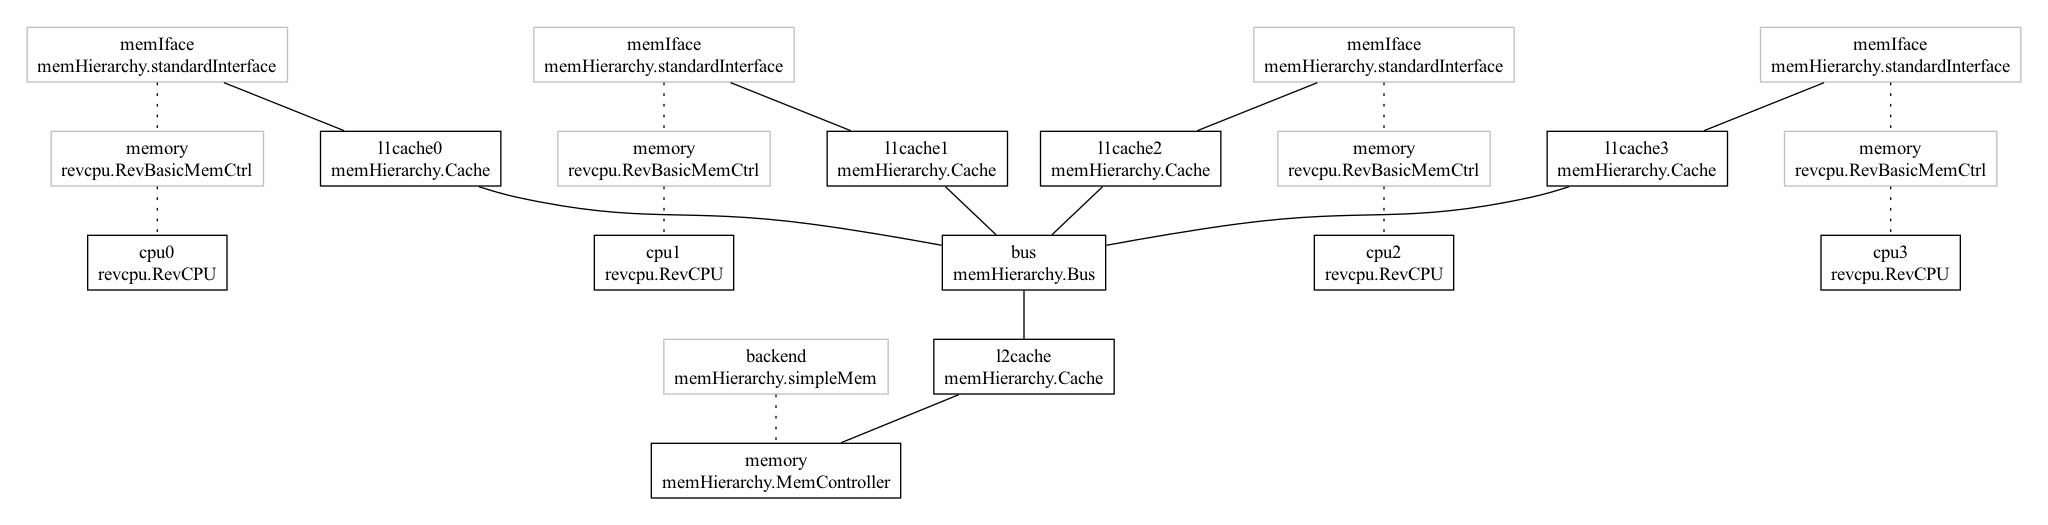 memIface
memHierarchy.standardInterface
memIface
memHierarchy.standardInterface
memIface
memHierarchy.standardInterface
memIface
memHierarchy.standardInterface
memory
revcpu.RevBasicMemCtrl
l1cache0
memHierarchy.Cache
memory
revcpu.RevBasicMemCtrl
l1cache1
memHierarchy.Cache
l1cache2
memHierarchy.Cache
memory
revcpu.RevBasicMemCtrl
l1cache3
memHierarchy.Cache
memory
revcpu.RevBasicMemCtrl
cpu0
revcpu.RevCPU
cpu1
revcpu.RevCPU
bus
memHierarchy.Bus
cpu2
revcpu.RevCPU
cpu3
revcpu.RevCPU
backend
memHierarchy.simpleMem
l2cache
memHierarchy.Cache
memory
memHierarchy.MemController